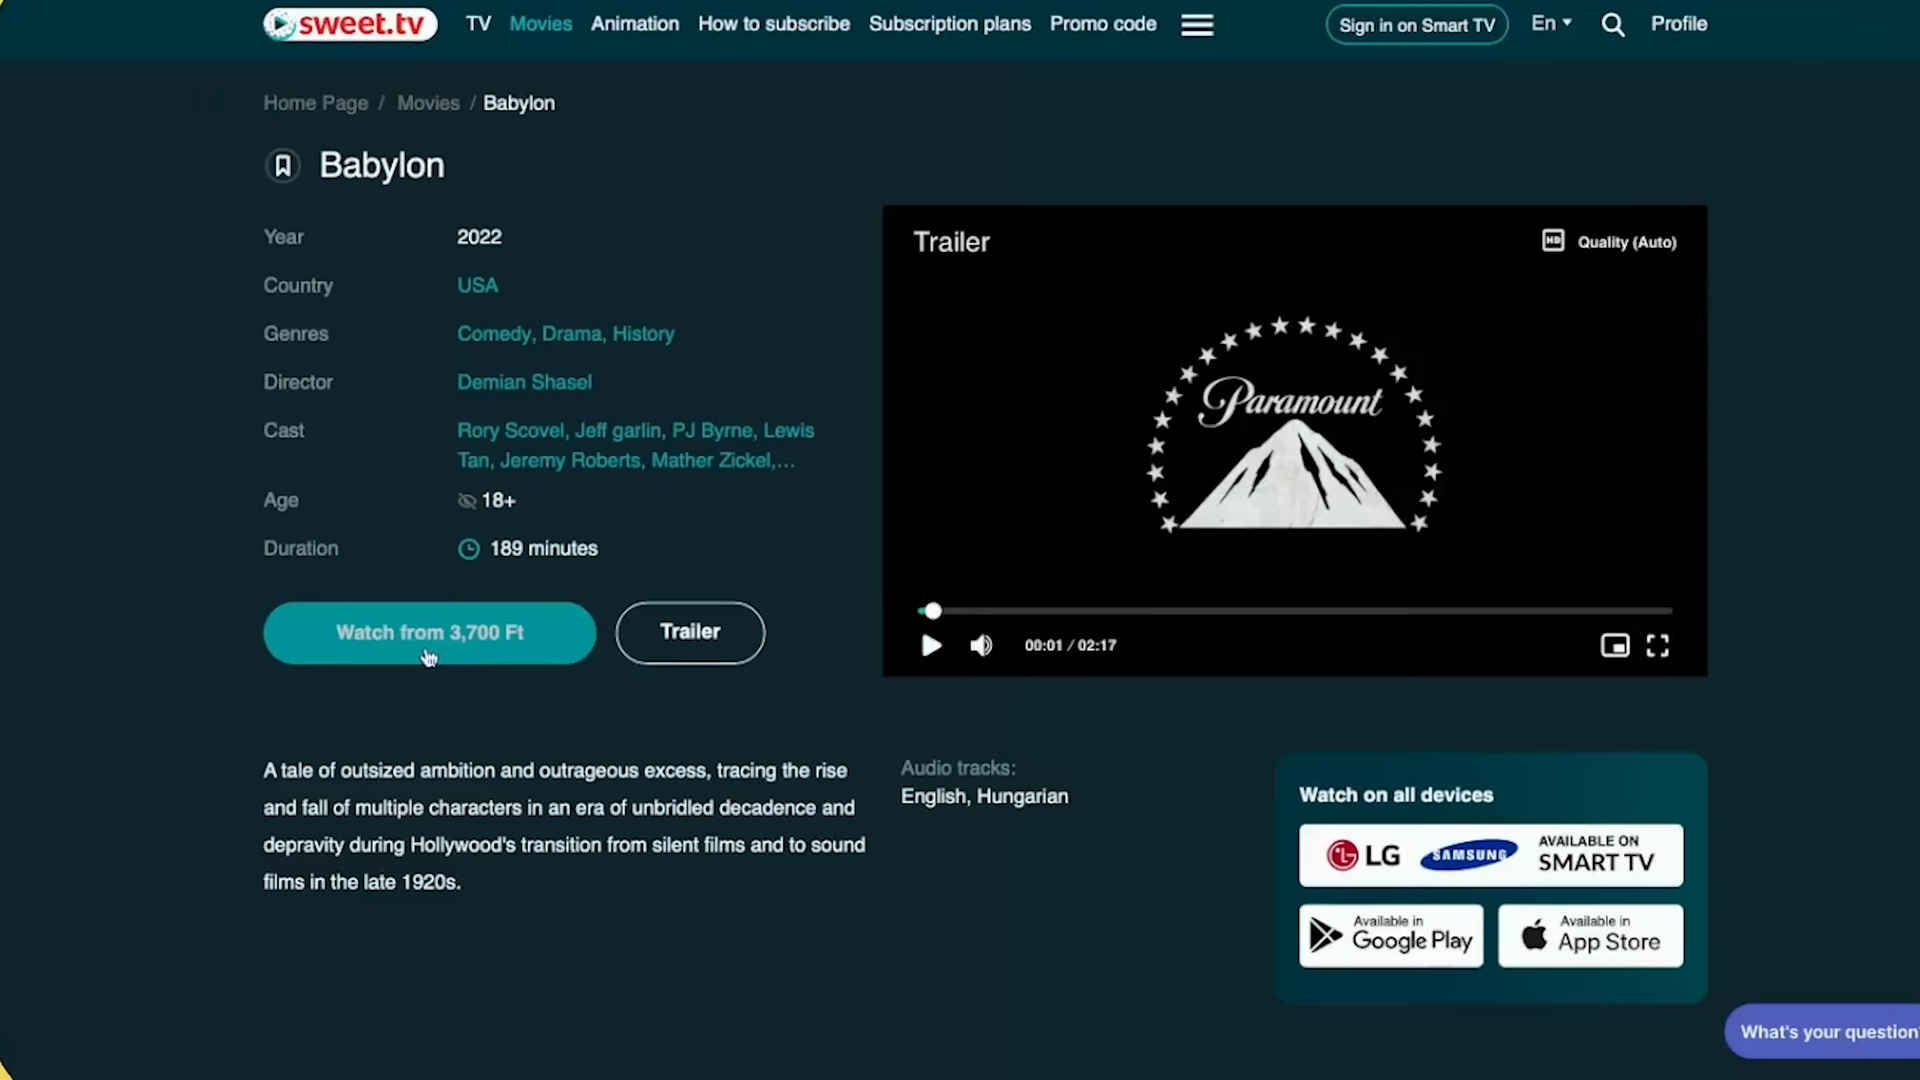 sweet.tv TV Movies Animation How to subscribe Subscription plans Promo code Sign in on Smart TV En Profile
Home Page / Movies / Babylon
Babylon
Year 2022
Country USA
Genres Comedy, Drama, History
Director Demian Shasel
Cast Rory Scovel, Jeff garlin, PJ Byrne, Lewis
Tan, Jeremy Roberts, Mather Zickel,...
Age 18+
Duration 189 minutes
Watch from 3,700 Ft Trailer
Trailer HD Quality (Auto)
Paramount
00:01 / 02:17
A tale of outsized ambition and outrageous excess, tracing the rise
and fall of multiple characters in an era of unbridled decadence and
depravity during Hollywood's transition from silent films and to sound
films in the late 1920s.
Audio tracks:
English, Hungarian
Watch on all devices
LG SAMSUNG AVAILABLE ON
SMART TV
Available in
Google Play
Available in
App Store
What's your question?